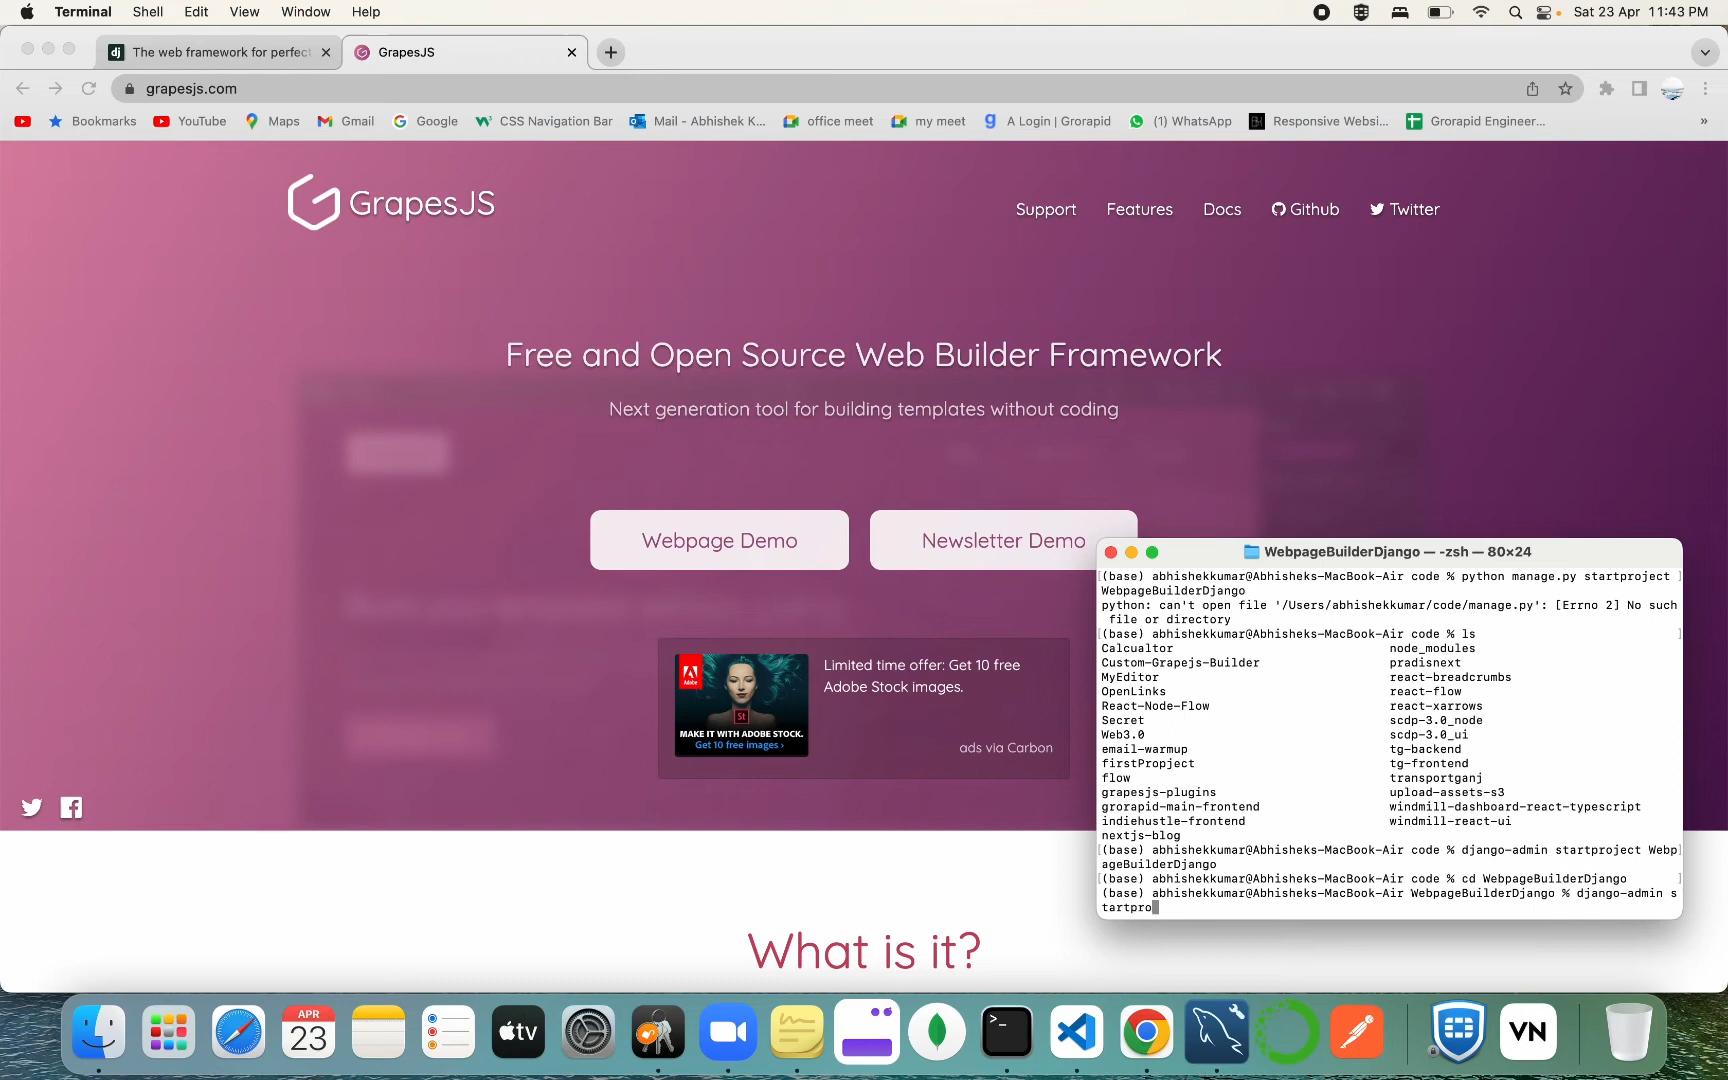 Terminal Shell Edit View Window Help Sat 23 Apr 11:43 PM
dj The web framework for perfec GrapesJS
grapesjs.com
Bookmarks YouTube Maps Gmail Google CSS Navigation Bar Mail - Abhishek K... office meet my meet A Login | Grorapid (1) WhatsApp Responsive Websi... Grorapid Engineer... »
GrapesJS
Support Features Docs Github Twitter
Free and Open Source Web Builder Framework
Next generation tool for building templates without coding
Webpage Demo Newsletter Demo
Adobe
St
MAKE IT WITH ADOBE STOCK.
Get 10 free images ›
Limited time offer: Get 10 free
Adobe Stock images.
ads via Carbon
What is it?
WebpageBuilderDjango — -zsh — 80×24
(base) abhishekkumar@Abhisheks-MacBook-Air code % python manage.py startproject
WebpageBuilderDjango
python: can't open file '/Users/abhishekkumar/code/manage.py': [Errno 2] No such
file or directory
(base) abhishekkumar@Abhisheks-MacBook-Air code % ls
Calcualtor node_modules
Custom-Grapejs-Builder pradisnext
MyEditor react-breadcrumbs
OpenLinks react-flow
React-Node-Flow react-xarrows
Secret scdp-3.0_node
Web3.0 scdp-3.0_ui
email-warmup tg-backend
firstPropject tg-frontend
flow transportganj
grapesjs-plugins upload-assets-s3
grorapid-main-frontend windmill-dashboard-react-typescript
indiehustle-frontend windmill-react-ui
nextjs-blog
(base) abhishekkumar@Abhisheks-MacBook-Air code % django-admin startproject Webp
ageBuilderDjango
(base) abhishekkumar@Abhisheks-MacBook-Air code % cd WebpageBuilderDjango
(base) abhishekkumar@Abhisheks-MacBook-Air WebpageBuilderDjango % django-admin s
tartpro
APR
23
tv
>_
VN